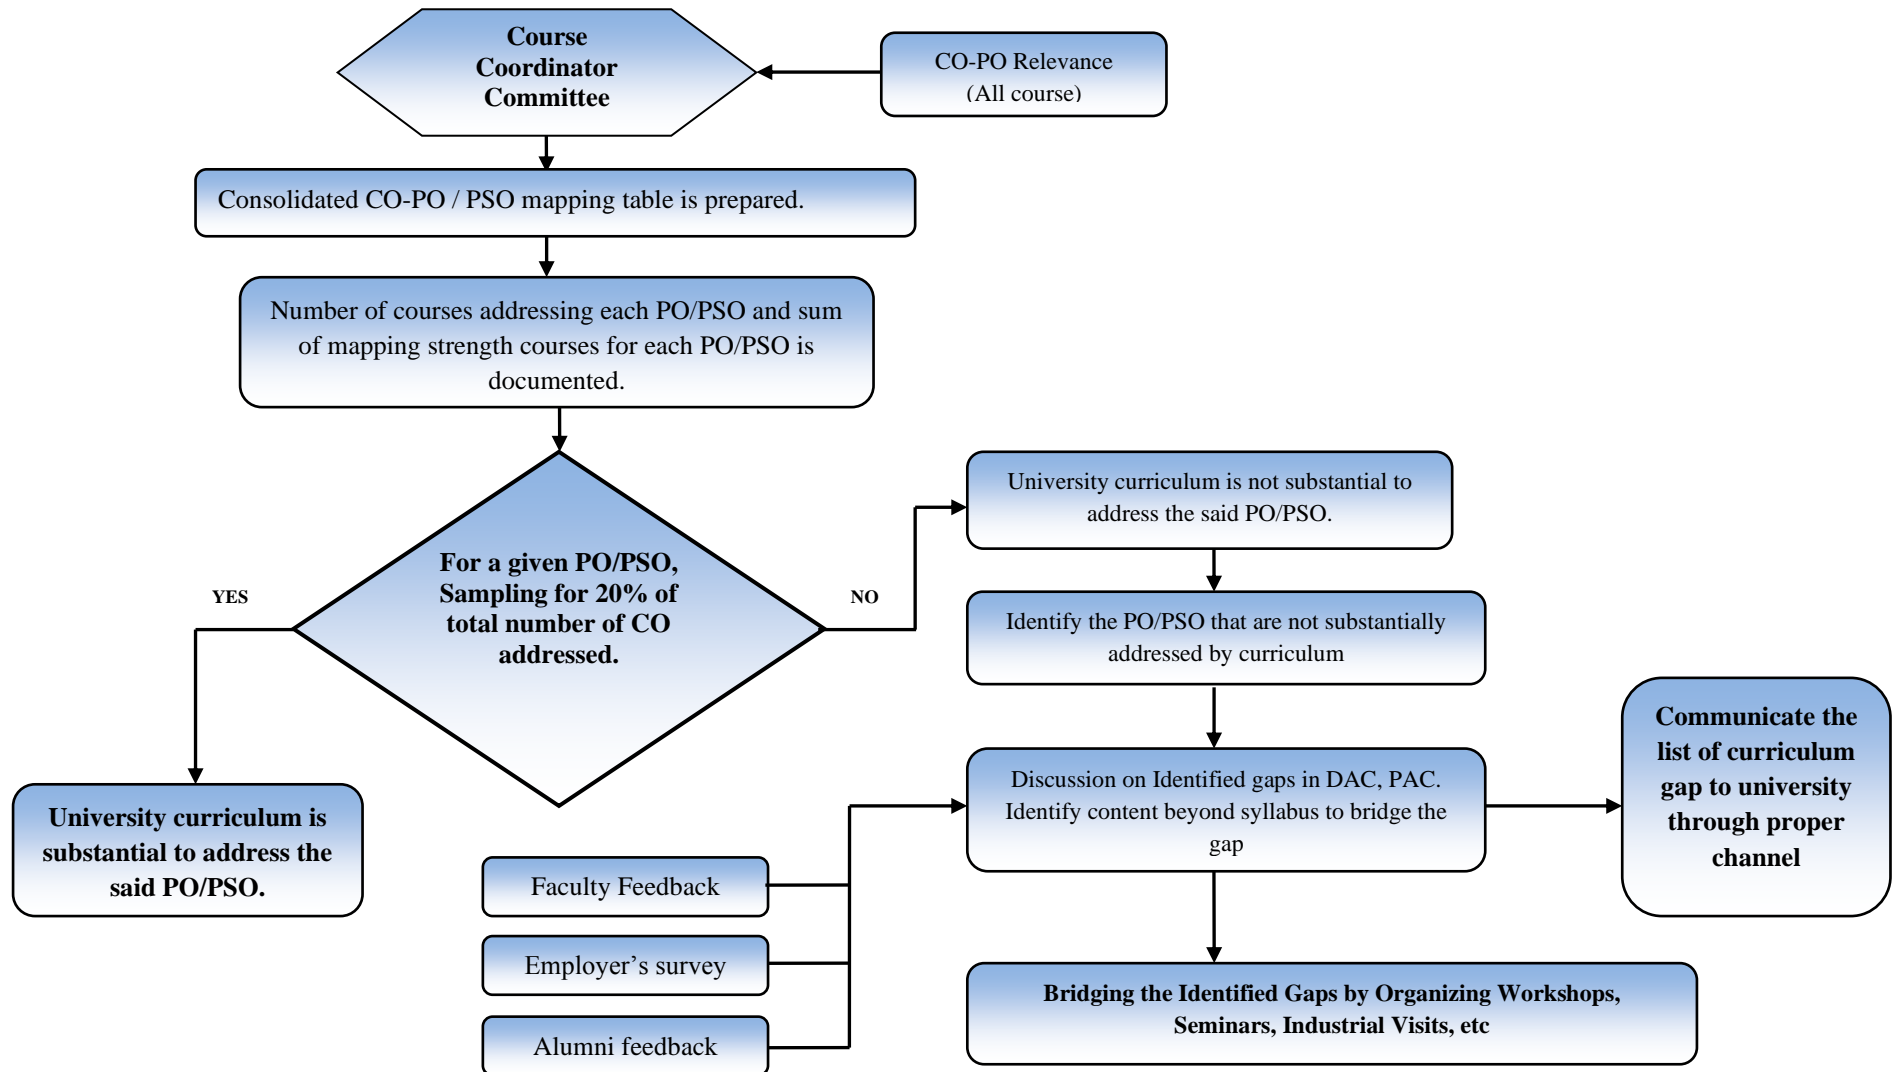 Course
Coordinator
Committee
CO-PO Relevance
(All course)
Consolidated CO-PO / PSO mapping table is prepared.
Number of courses addressing each PO/PSO and sum
of mapping strength courses for each PO/PSO is
documented.
For a given PO/PSO,
Sampling for 20% of
total number of CO
addressed.
YES
NO
University curriculum is
substantial to address the
said PO/PSO.
University curriculum is not substantial to
address the said PO/PSO.
Identify the PO/PSO that are not substantially
addressed by curriculum
Discussion on Identified gaps in DAC, PAC.
Identify content beyond syllabus to bridge the
gap
Communicate the
list of curriculum
gap to university
through proper
channel
Faculty Feedback
Employer’s survey
Alumni feedback
Bridging the Identified Gaps by Organizing Workshops,
Seminars, Industrial Visits, etc